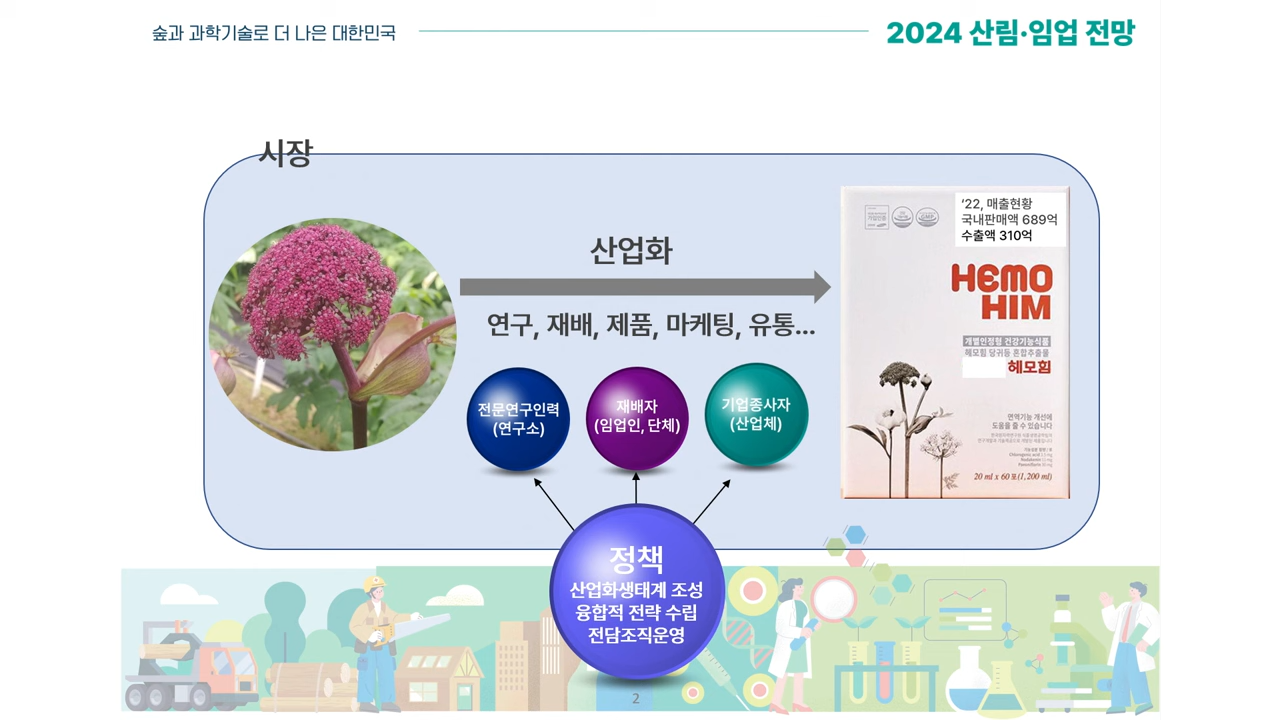 숲과 과학기술로 더 나은 대한민국
2024 산림·임업 전망
시장
산업화
연구, 재배, 제품, 마케팅, 유통...
전문연구인력
(연구소)
재배자
(임업인, 단체)
기업종사자
(산업체)
정책
산업화생태계 조성
융합적 전략 수립
전담조직운영
‘22, 매출현황
국내판매액 689억
수출액 310억
GMP
HEMO
HIM
개별인정형 건강기능식품
헤모힘 당귀등 혼합추출물
헤모힘
면역기능 개선에
도움을 줄 수 있습니다
20 ml x 60포(1,200 ml)
2